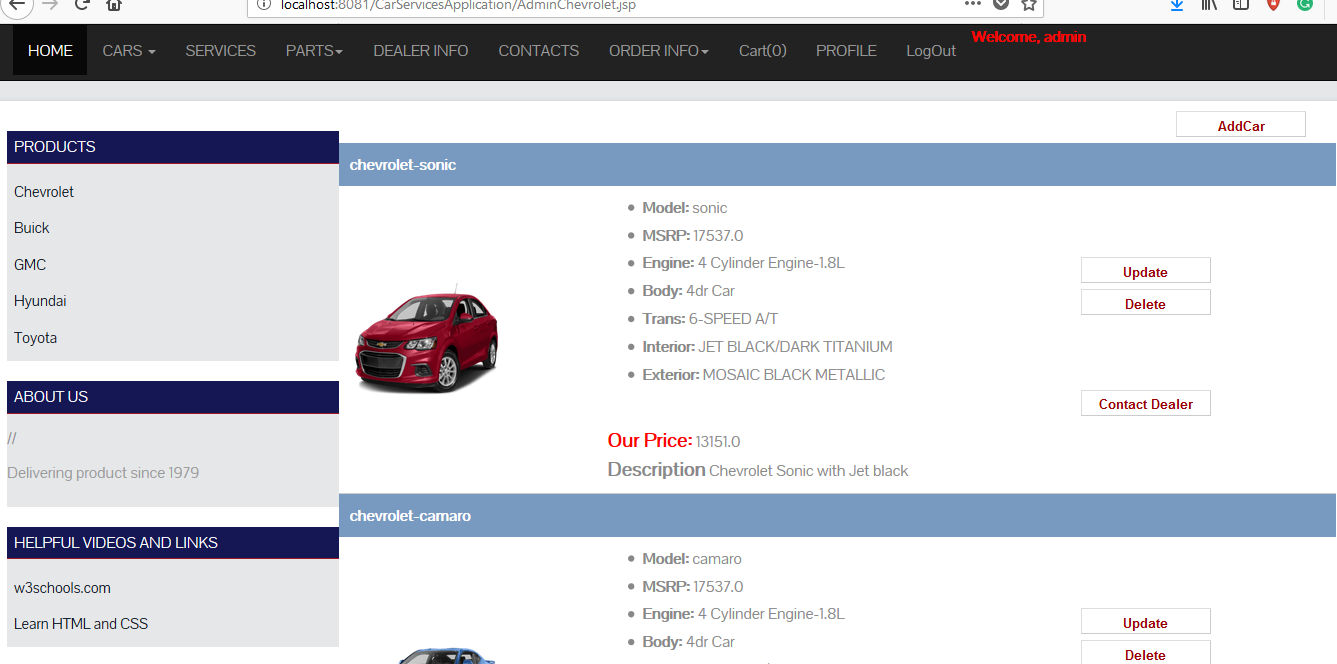 localhost:8081/CarServicesApplication/AdminChevrolet.jsp
HOME CARS SERVICES PARTS DEALER INFO CONTACTS ORDER INFO Cart(0) PROFILE LogOut Welcome, admin
AddCar
PRODUCTS
Chevrolet
Buick
GMC
Hyundai
Toyota
ABOUT US
//
Delivering product since 1979
HELPFUL VIDEOS AND LINKS
w3schools.com
Learn HTML and CSS
chevrolet-sonic
Model: sonic
MSRP: 17537.0
Engine: 4 Cylinder Engine-1.8L
Body: 4dr Car
Trans: 6-SPEED A/T
Interior: JET BLACK/DARK TITANIUM
Exterior: MOSAIC BLACK METALLIC
Update
Delete
Contact Dealer
Our Price: 13151.0
Description Chevrolet Sonic with Jet black
chevrolet-camaro
Model: camaro
MSRP: 17537.0
Engine: 4 Cylinder Engine-1.8L
Body: 4dr Car
Update
Delete